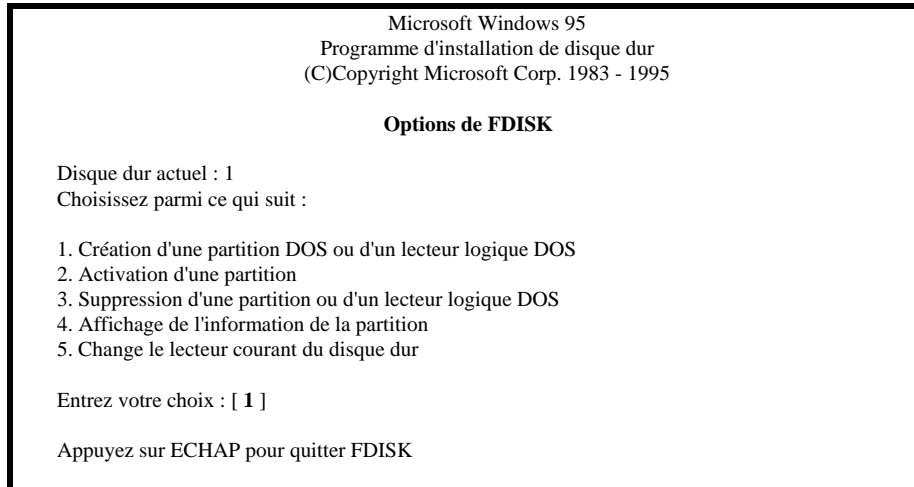 Microsoft Windows 95
Programme d'installation de disque dur
(C)Copyright Microsoft Corp. 1983 - 1995
Options de FDISK
Disque dur actuel : 1
Choisissez parmi ce qui suit :
1. Création d'une partition DOS ou d'un lecteur logique DOS
2. Activation d'une partition
3. Suppression d'une partition ou d'un lecteur logique DOS
4. Affichage de l'information de la partition
5. Change le lecteur courant du disque dur
Entrez votre choix : [ 1 ]
Appuyez sur ECHAP pour quitter FDISK